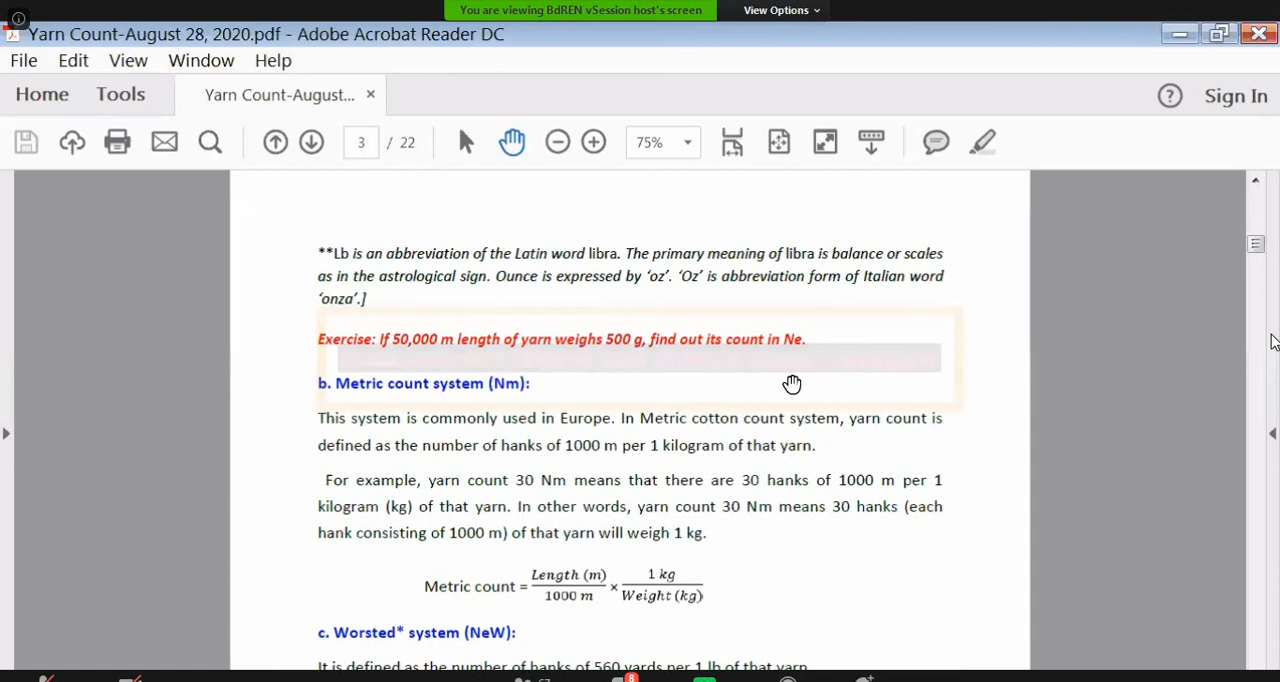 You are viewing BdREN vSession host's screen View Options
Yarn Count-August 28, 2020.pdf - Adobe Acrobat Reader DC
File Edit View Window Help
Home Tools Yarn Count-August... × Sign In
3 / 22 75%
**Lb is an abbreviation of the Latin word libra. The primary meaning of libra is balance or scales
as in the astrological sign. Ounce is expressed by ‘oz’. ‘Oz’ is abbreviation form of Italian word
‘onza’.]
Exercise: If 50,000 m length of yarn weighs 500 g, find out its count in Ne.
b. Metric count system (Nm):
This system is commonly used in Europe. In Metric cotton count system, yarn count is
defined as the number of hanks of 1000 m per 1 kilogram of that yarn.
For example, yarn count 30 Nm means that there are 30 hanks of 1000 m per 1
kilogram (kg) of that yarn. In other words, yarn count 30 Nm means 30 hanks (each
hank consisting of 1000 m) of that yarn will weigh 1 kg.
Metric count = Length (m) / 1000 m × 1 kg / Weight (kg)
c. Worsted* system (NeW):
It is defined as the number of hanks of 560 yards per 1 lb of that yarn
8